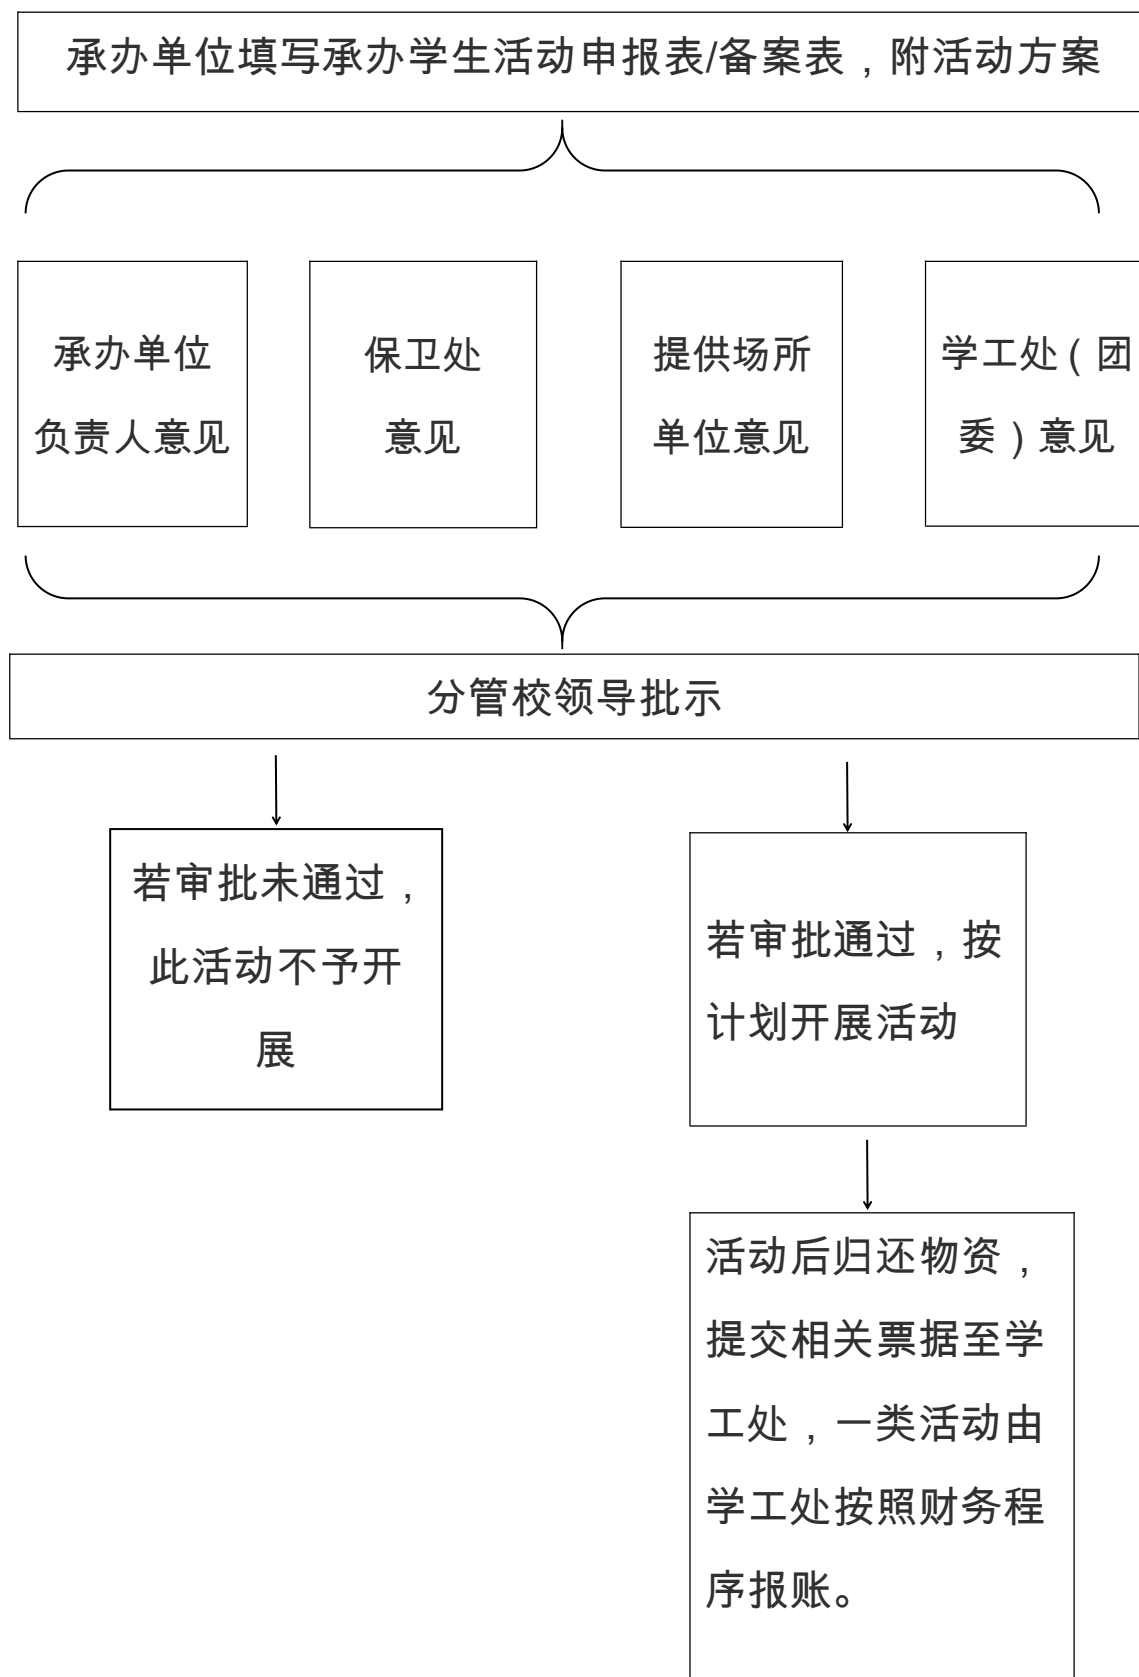 承办单位填写承办学生活动申报表/备案表，附活动方案
承办单位
负责人意见
保卫处
意见
提供场所
单位意见
学工处（团
委）意见
分管校领导批示
若审批未通过，
此活动不予开
展
若审批通过，按
计划开展活动
活动后归还物资，
提交相关票据至学
工处，一类活动由
学工处按照财务程
序报账。